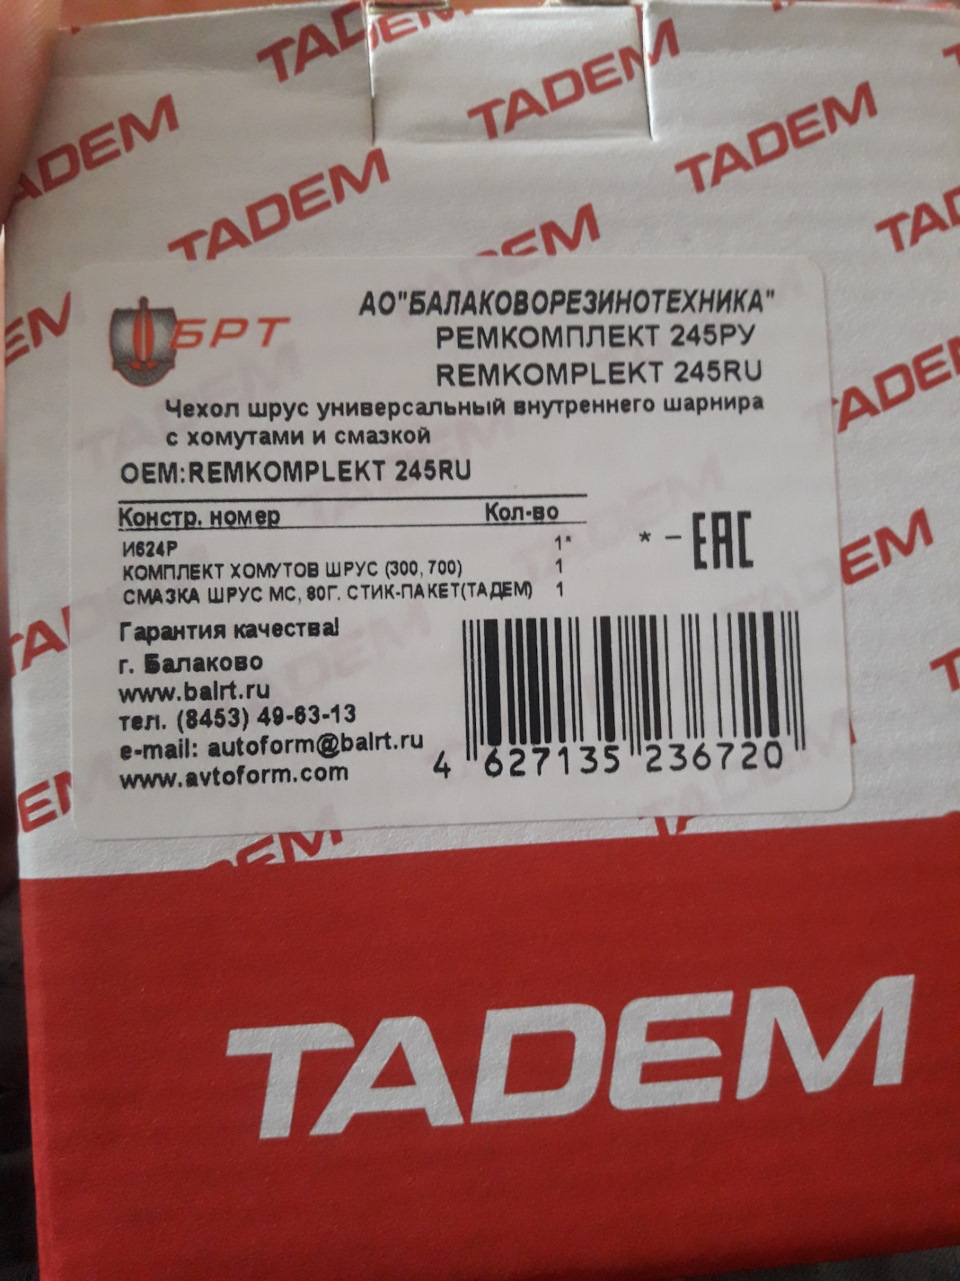 TADEM
TADEM
TADEM
TADEM
TADEM
БРТ
АО"БАЛАКОВОРЕЗИНОТЕХНИКА"
РЕМКОМПЛЕКТ 245РУ
REMKOMPLEKT 245RU
Чехол шрус универсальный внутреннего шарнира
с хомутами и смазкой
OEM:REMKOMPLEKT 245RU
Констр. номер Кол-во
И624Р 1*
КОМПЛЕКТ ХОМУТОВ ШРУС (300, 700) 1
СМАЗКА ШРУС МС, 80Г. СТИК-ПАКЕТ(ТАДЕМ) 1
* - EAC
Гарантия качества!
г. Балаково
www.balrt.ru
тел. (8453) 49-63-13
e-mail: autoform@balrt.ru
www.avtoform.com
4 627135 236720
TADEM